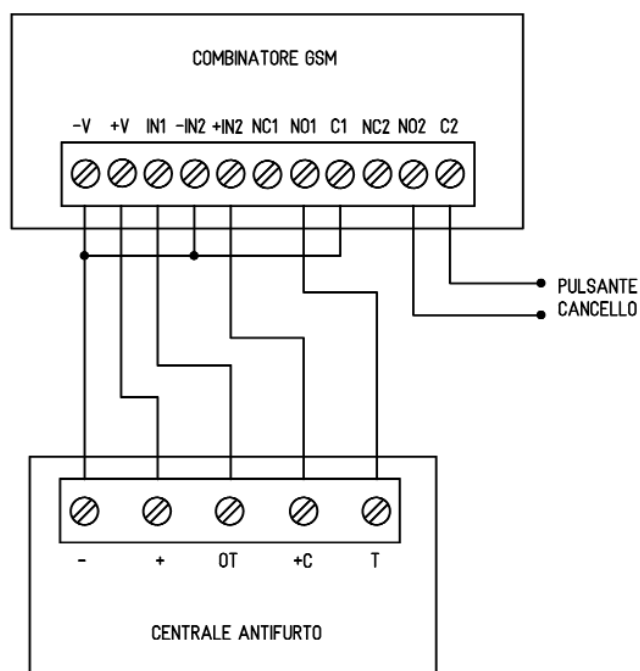 COMBINATORE GSM
-V +V IN1 -IN2 +IN2 NC1 NO1 C1 NC2 NO2 C2
PULSANTE
CANCELLO
- + OT +C T
CENTRALE ANTIFURTO